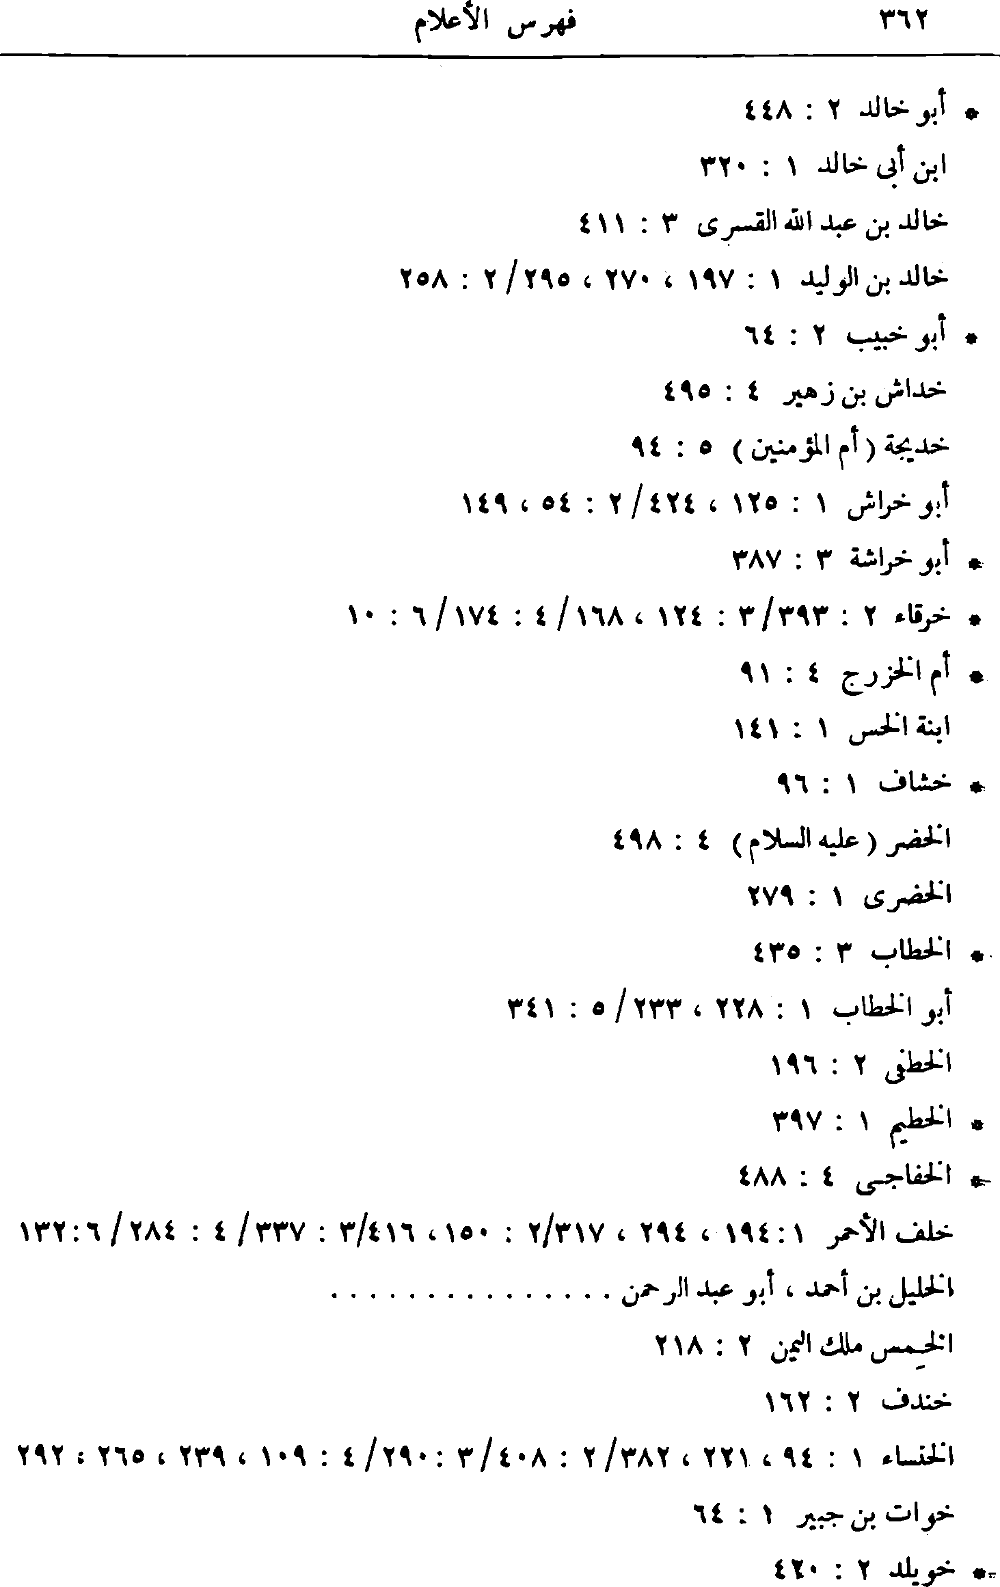 ٣٦٢ فهرس الأعلام
* أبو خالد ٢ : ٤٤٨
ابن أبى خالد ١ : ٣٢٠
خالد بن عبد الله القسرى ٣ : ٤١١
خالد بن الوليد ١ : ١٩٧ ، ٢٧٠ ، ٢٩٥ / ٢ : ٢٥٨
* أبو خبيب ٢ : ٦٤
خداش بن زهير ٤ : ٤٩٥
خديجة ( أم المؤمنين ) ٥ : ٩٤
أبو خراش ١ : ١٢٥ ، ٤٢٤ / ٢ : ٥٤ ، ١٤٩
* أبو خراشة ٣ : ٣٨٧
* خرقاء ٢ : ٣٩٣ / ٣ : ١٢٤ ، ١٦٨ / ٤ : ١٧٤ / ٦ : ١٠
* أم الخزرج ٤ : ٩١
ابنة الخس ١ : ١٤١
* خشاف ١ : ٩٦
الخضر ( عليه السلام ) ٤ : ٤٩٨
الخضرى ١ : ٢٧٩
* الخطاب ٣ : ٤٣٥
أبو الخطاب ١ : ٢٢٨ ، ٢٣٣ / ٥ : ٣٤١
الخطفى ٢ : ١٩٦
* الخطيم ١ : ٣٩٧
* الخفاجى ٤ : ٤٨٨
خلف الأحمر ١ : ١٩٤ ، ٢٩٤ ، ٣١٧ / ٢ : ١٥٠ ، ٤١٦ / ٣ : ٣٣٧ / ٤ : ٢٨٤ / ٦ : ١٣٢
الخليل بن أحمد ، أبو عبد الرحمن . . . . . . . . . . . . . . .
الخِمس ملك اليمن ٢ : ٢١٨
خندف ٢ : ١٦٢
الخنساء ١ : ٩٤ ، ٢٢١ ، ٣٨٢ / ٢ : ٤٠٨ / ٣ : ٢٩٠ / ٤ : ١٠٩ ، ٢٣٩ ، ٢٦٥ ، ٢٩٢
خوات بن جبير ١ : ٦٤
* خويلد ٢ : ٤٢٠